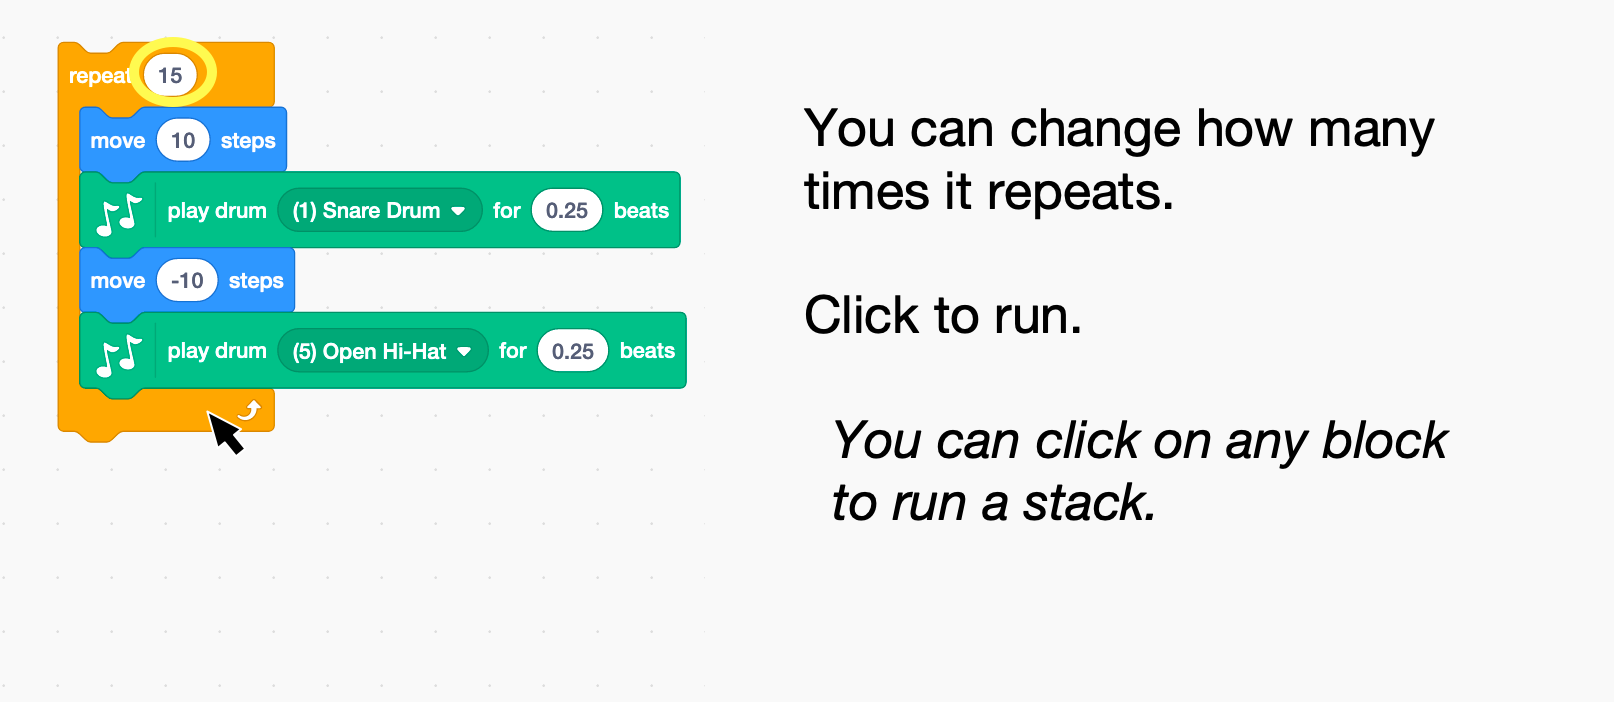 repeat 15
move 10 steps
play drum (1) Snare Drum for 0.25 beats
move -10 steps
play drum (5) Open Hi-Hat for 0.25 beats
You can change how many
times it repeats.
Click to run.
You can click on any block
to run a stack.